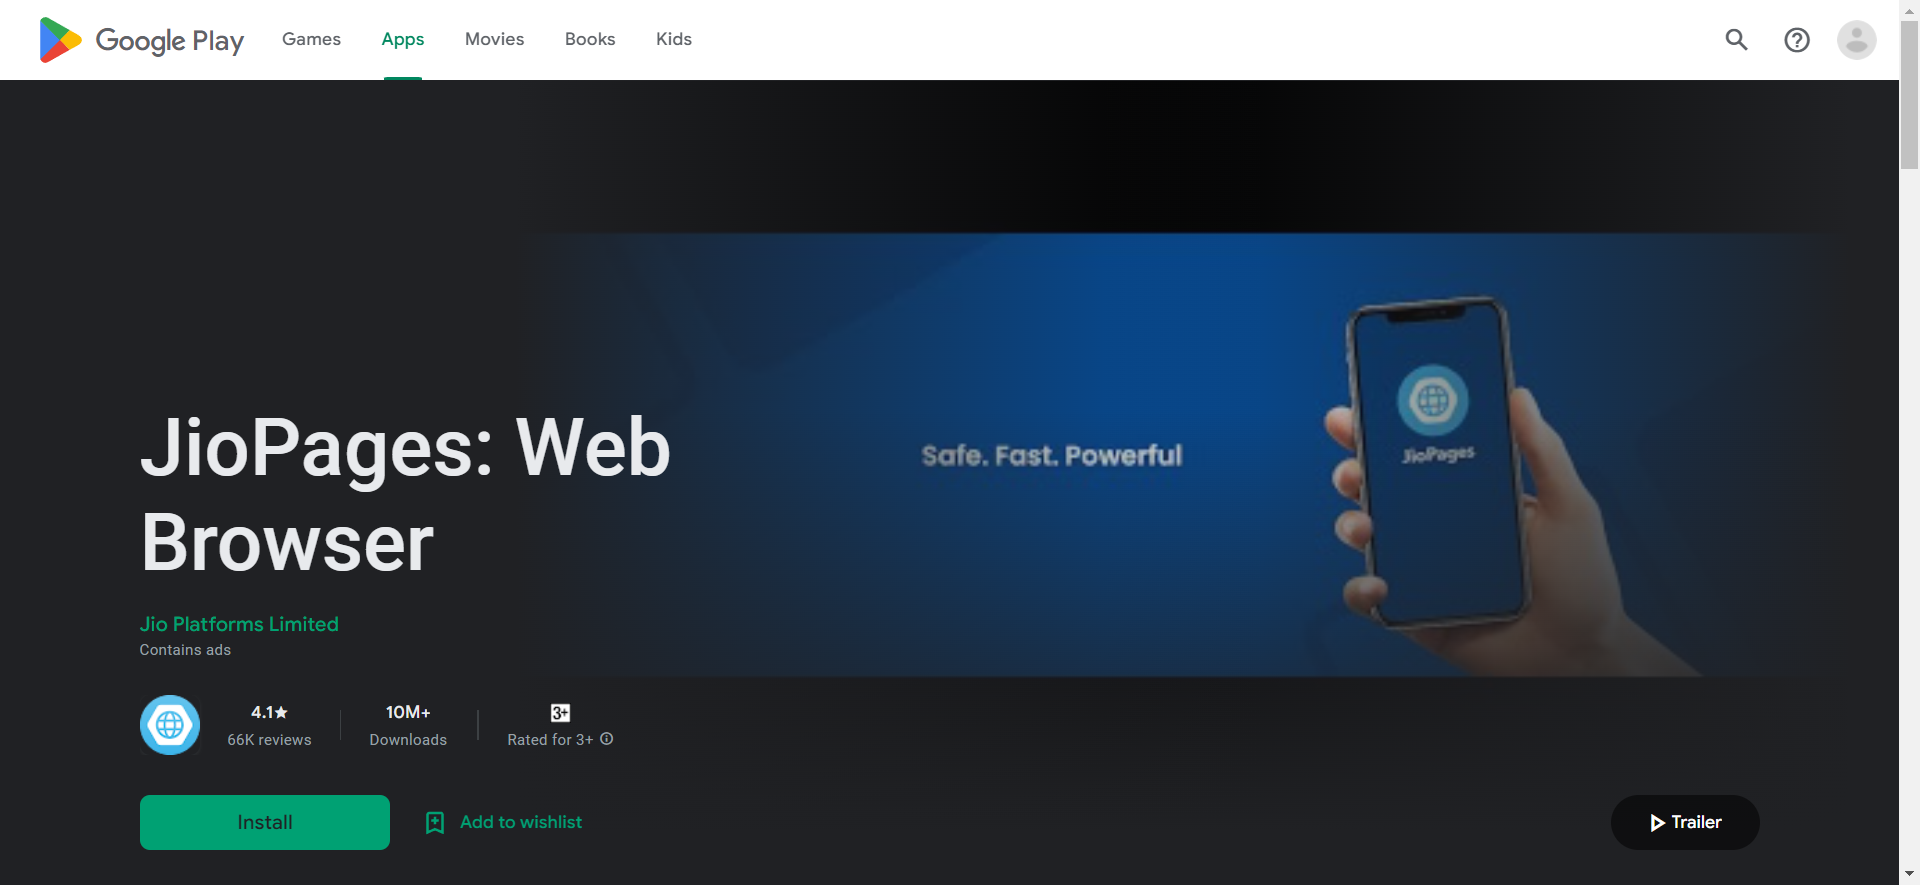 Google Play Games Apps Movies Books Kids
Safe. Fast. Powerful
JioPages
JioPages: Web
Browser
Jio Platforms Limited
Contains ads
4.1★ 10M+ 3+
66K reviews Downloads Rated for 3+
Install Add to wishlist Trailer